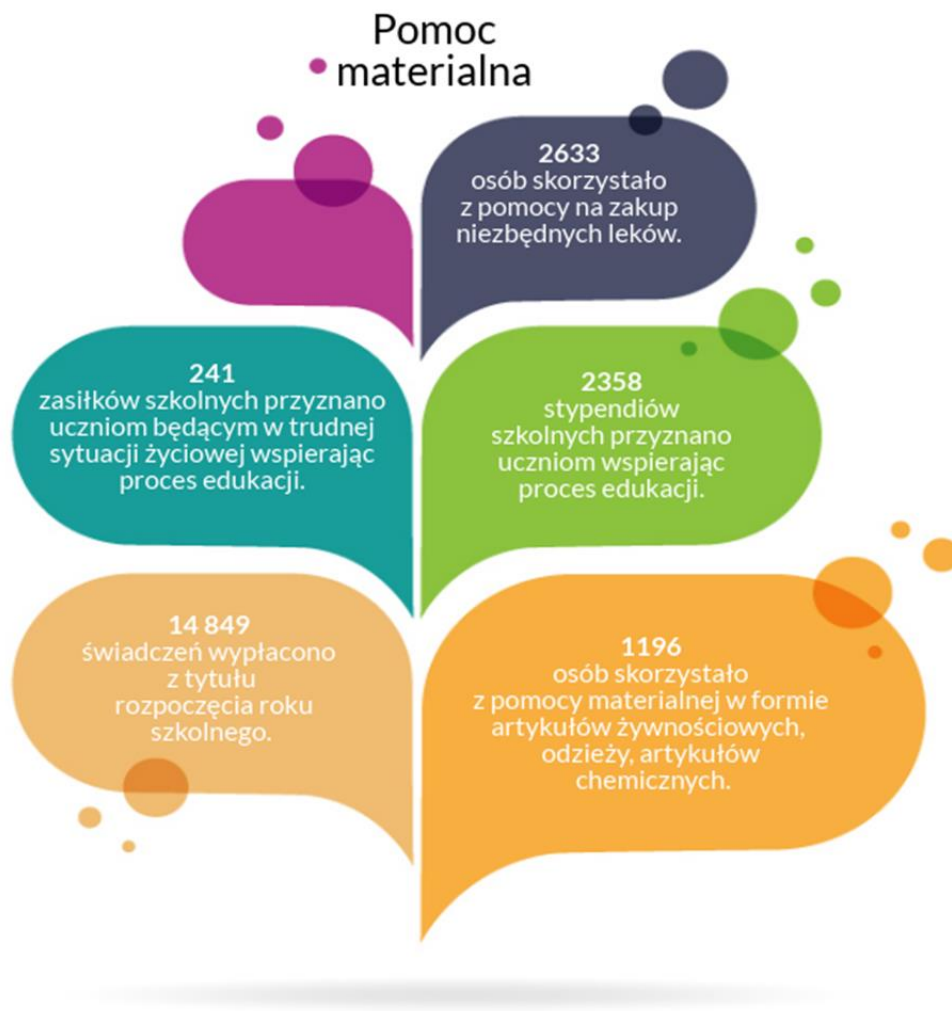 Pomoc
materialna
2633
osób skorzystało
z pomocy na zakup
niezbędnych leków.
241
zasiłków szkolnych przyznano
uczniom będącym w trudnej
sytuacji życiowej wspierając
proces edukacji.
2358
stypendiów
szkolnych przyznano
uczniom wspierając
proces edukacji.
14 849
świadczeń wypłacono
z tytułu
rozpoczęcia roku
szkolnego.
1196
osób skorzystało
z pomocy materialnej w formie
artykułów żywnościowych,
odzieży, artykułów
chemicznych.